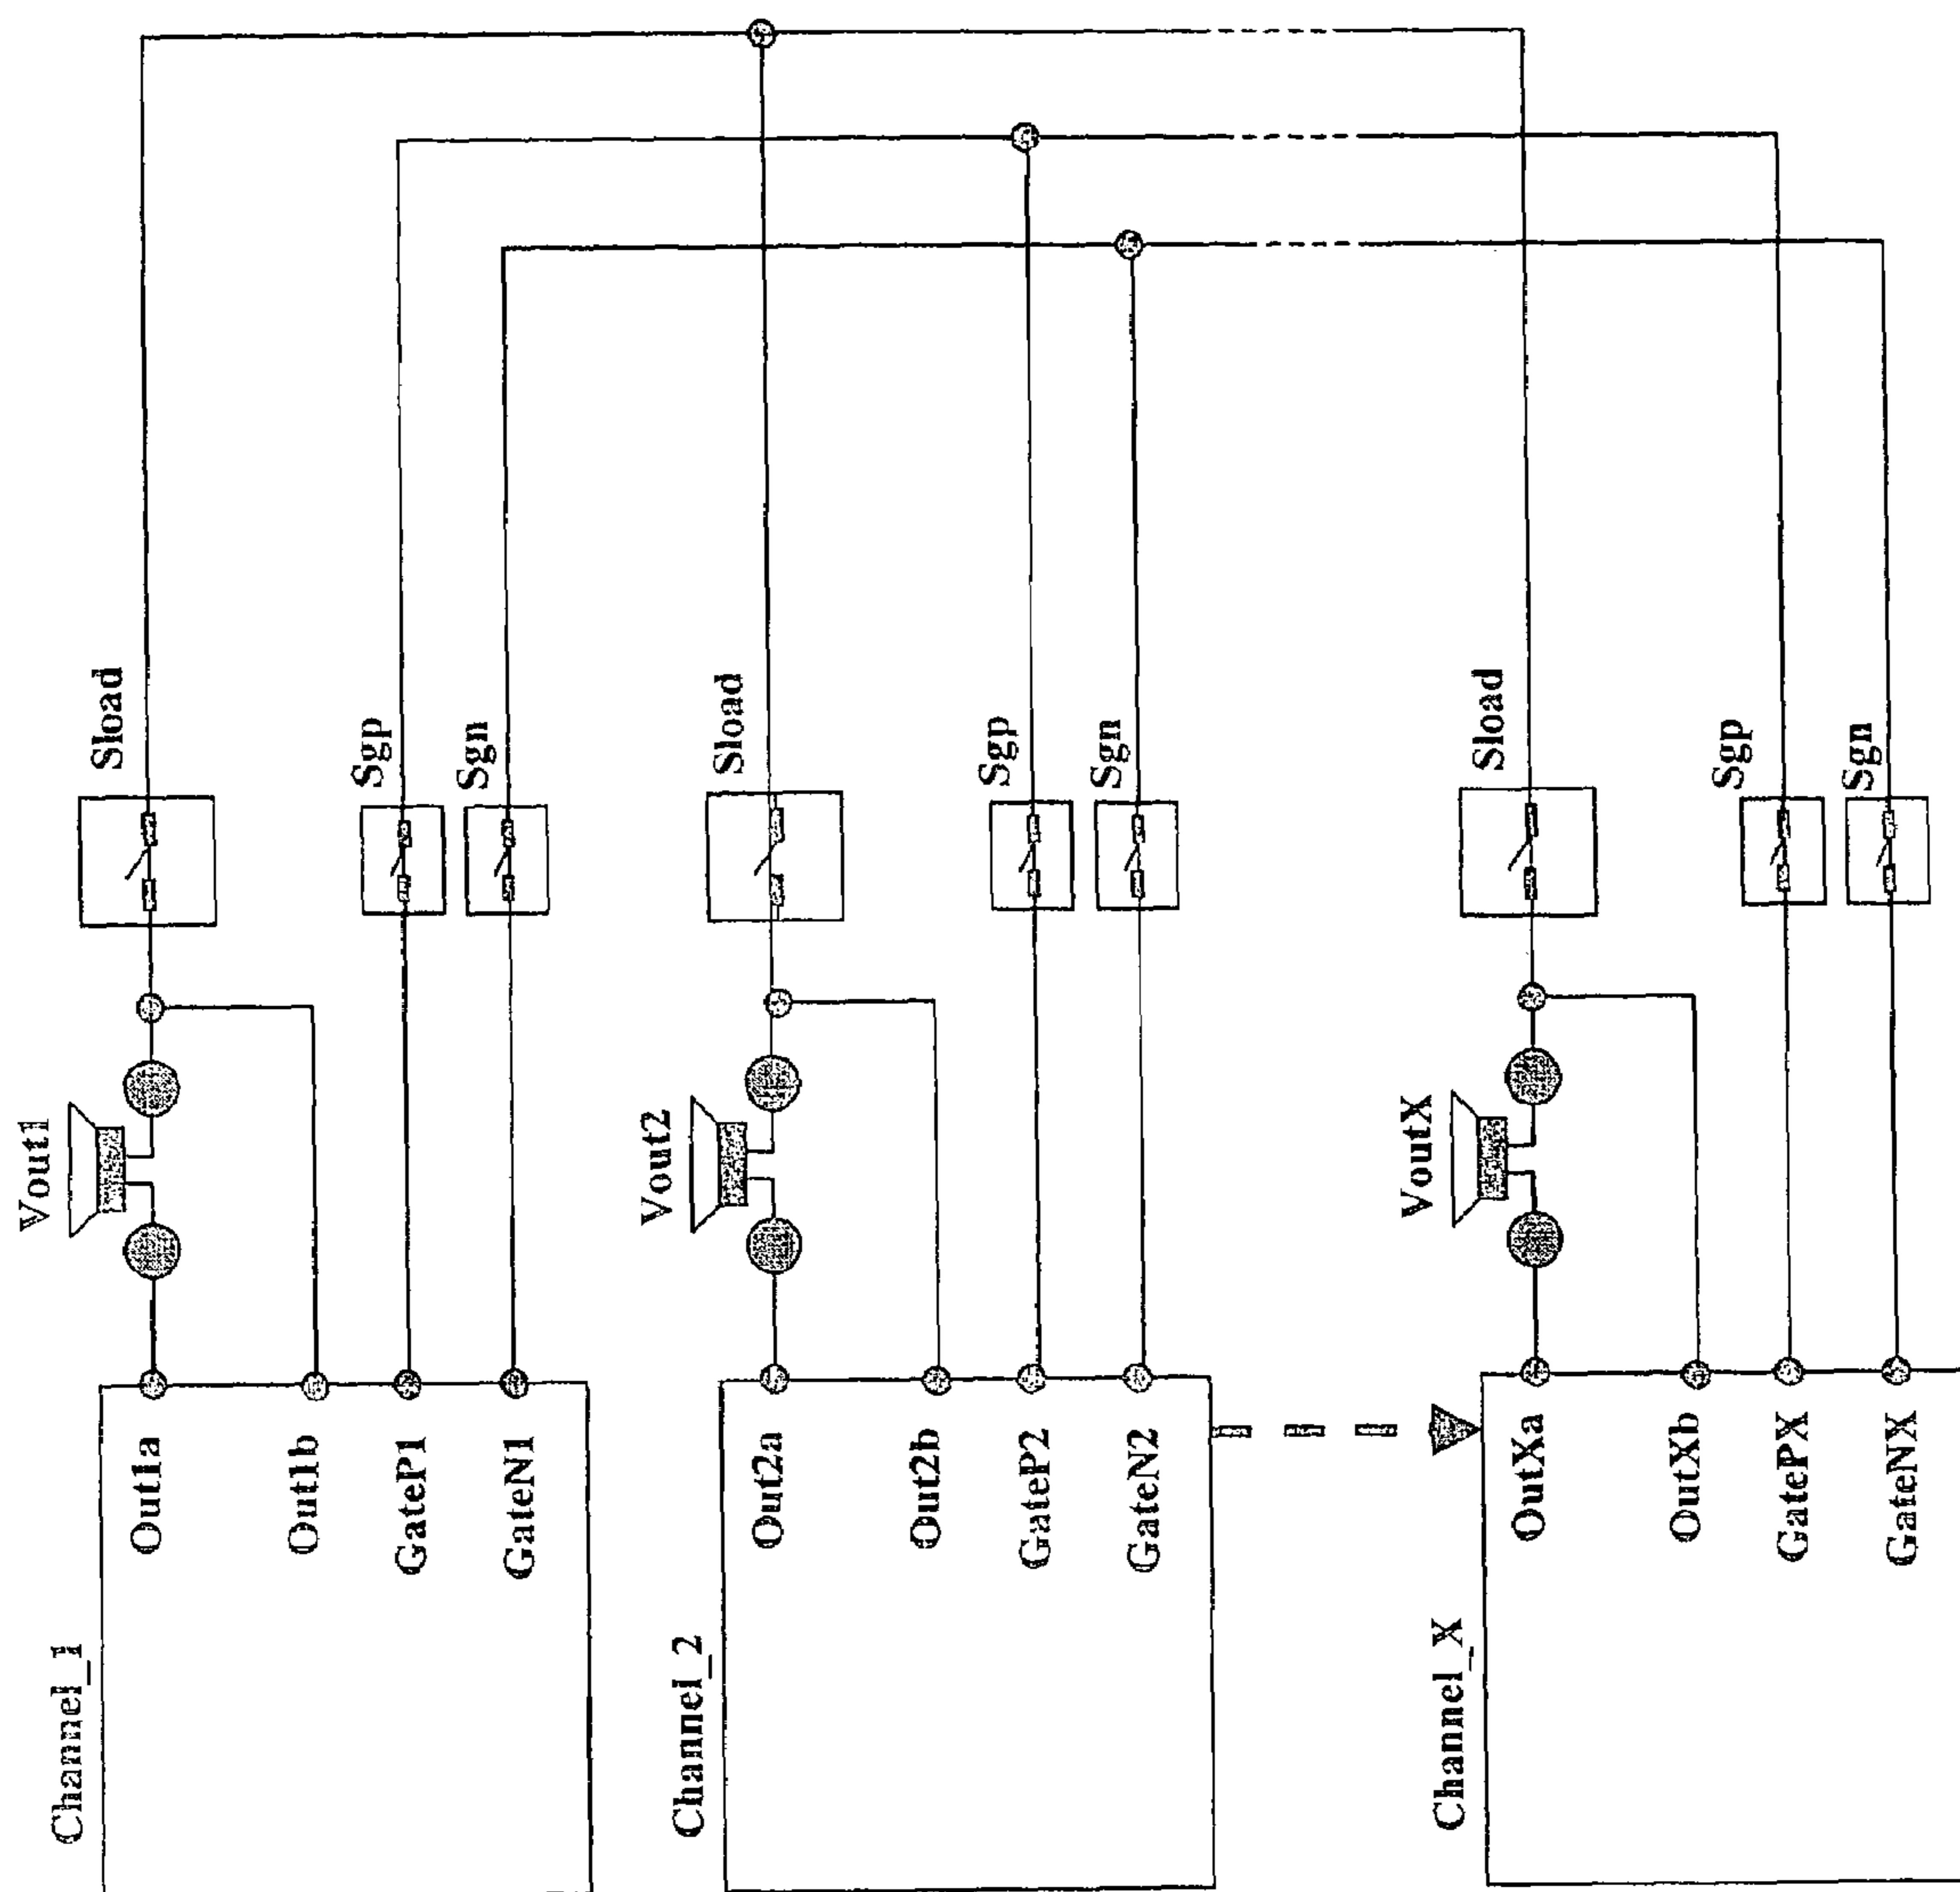 Channel_1
Out1a
Out1b
GateP1
GateN1
Vout1
Sload
Sgp
Sgn
Channel_2
Out2a
Out2b
GateP2
GateN2
Vout2
Sload
Sgp
Sgn
Channel_X
OutXa
OutXb
GatePX
GateNX
VoutX
Sload
Sgp
Sgn